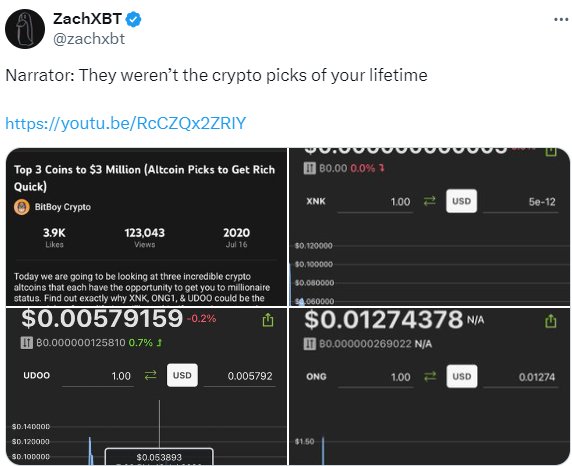 ZachXBT
@zachxbt
Narrator: They weren't the crypto picks of your lifetime
https://youtu.be/RcCZQx2ZRIY
Top 3 Coins to $3 Million (Altcoin Picks to Get Rich
Quick)
BitBoy Crypto
3.9K 123,043 2020
Likes Views Jul 16
Today we are going to be looking at three incredible crypto
altcoins that each have the opportunity to get you to millionaire
status. Find out exactly why XNK, ONG1, & UDOO could be the
฿0.00 0.0%
XNK 1.00 USD 5e-12
$0.120000
$0.100000
$0.080000
$0.060000
$0.00579159 -0.2%
฿0.000000125810 0.7%
UDOO 1.00 USD 0.005792
$0.140000
$0.120000
$0.100000
$0.053893
$0.01274378 N/A
฿0.000000269022 N/A
ONG 1.00 USD 0.01274
$1.50